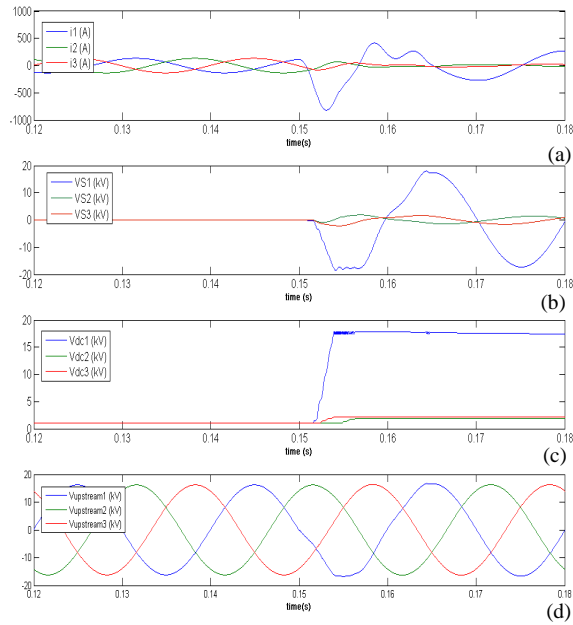 1000
500
0
-500
-1000
i1 (A)
i2 (A)
i3 (A)
0.12 0.13 0.14 0.15 0.16 0.17 0.18
time(s)
(a)
20
10
0
-10
-20
VS1 (kV)
VS2 (kV)
VS3 (kV)
0.12 0.13 0.14 0.15 0.16 0.17 0.18
time (s)
(b)
20
15
10
5
0
Vdc1 (kV)
Vdc2 (kV)
Vdc3 (kV)
0.12 0.13 0.14 0.15 0.16 0.17 0.18
time (s)
(c)
20
10
0
-10
-20
Vupstream1 (kV)
Vupstream2 (kV)
Vupstream3 (kV)
0.12 0.13 0.14 0.15 0.16 0.17 0.18
time(s)
(d)